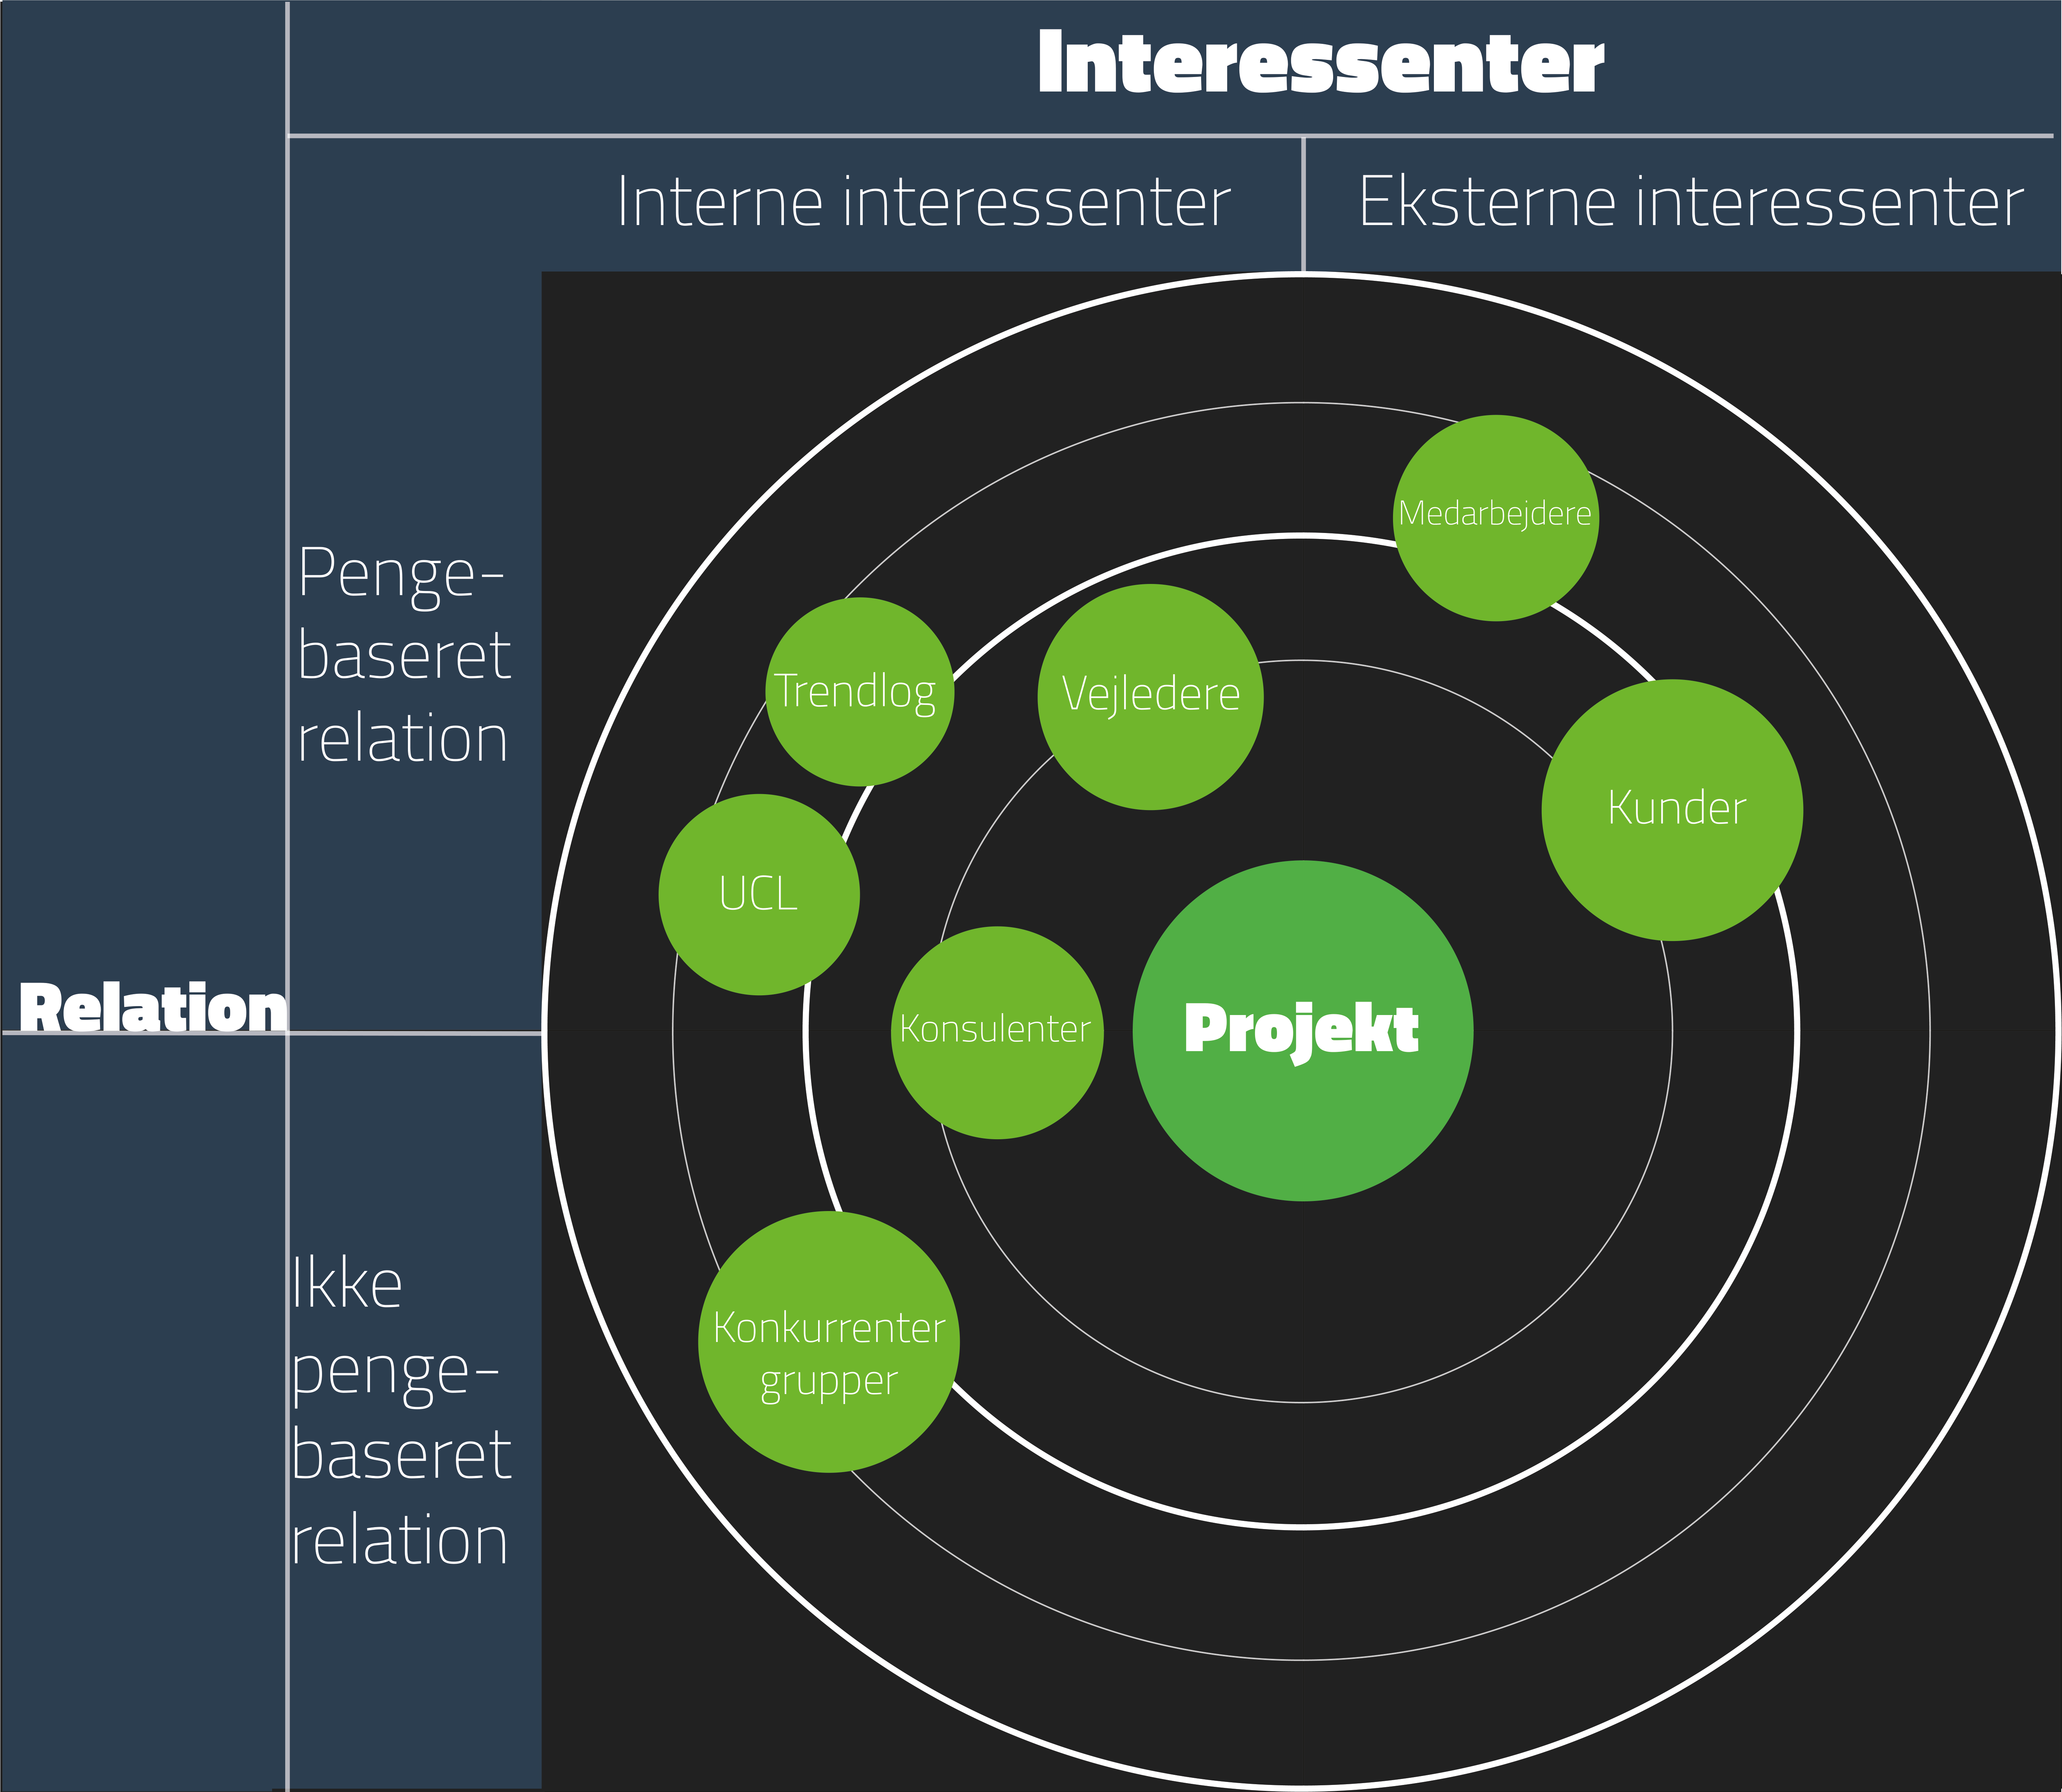 Interessenter
Interne interessenter
Eksterne interessenter
Relation
Penge-
baseret
relation
Ikke
penge-
baseret
relation
Medarbejdere
Trendlog
Vejledere
Kunder
UCL
Konsulenter
Projekt
Konkurrenter
grupper